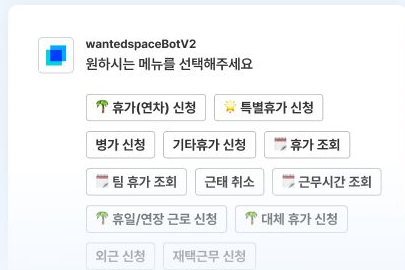 wantedspaceBotV2
원하시는 메뉴를 선택해주세요
🌴 휴가(연차) 신청 🌟 특별휴가 신청
병가 신청 기타휴가 신청 🗓️ 휴가 조회
🗓️ 팀 휴가 조회 근태 취소 🗓️ 근무시간 조회
🌴 휴일/연장 근로 신청 🌴 대체 휴가 신청
외근 신청 재택근무 신청